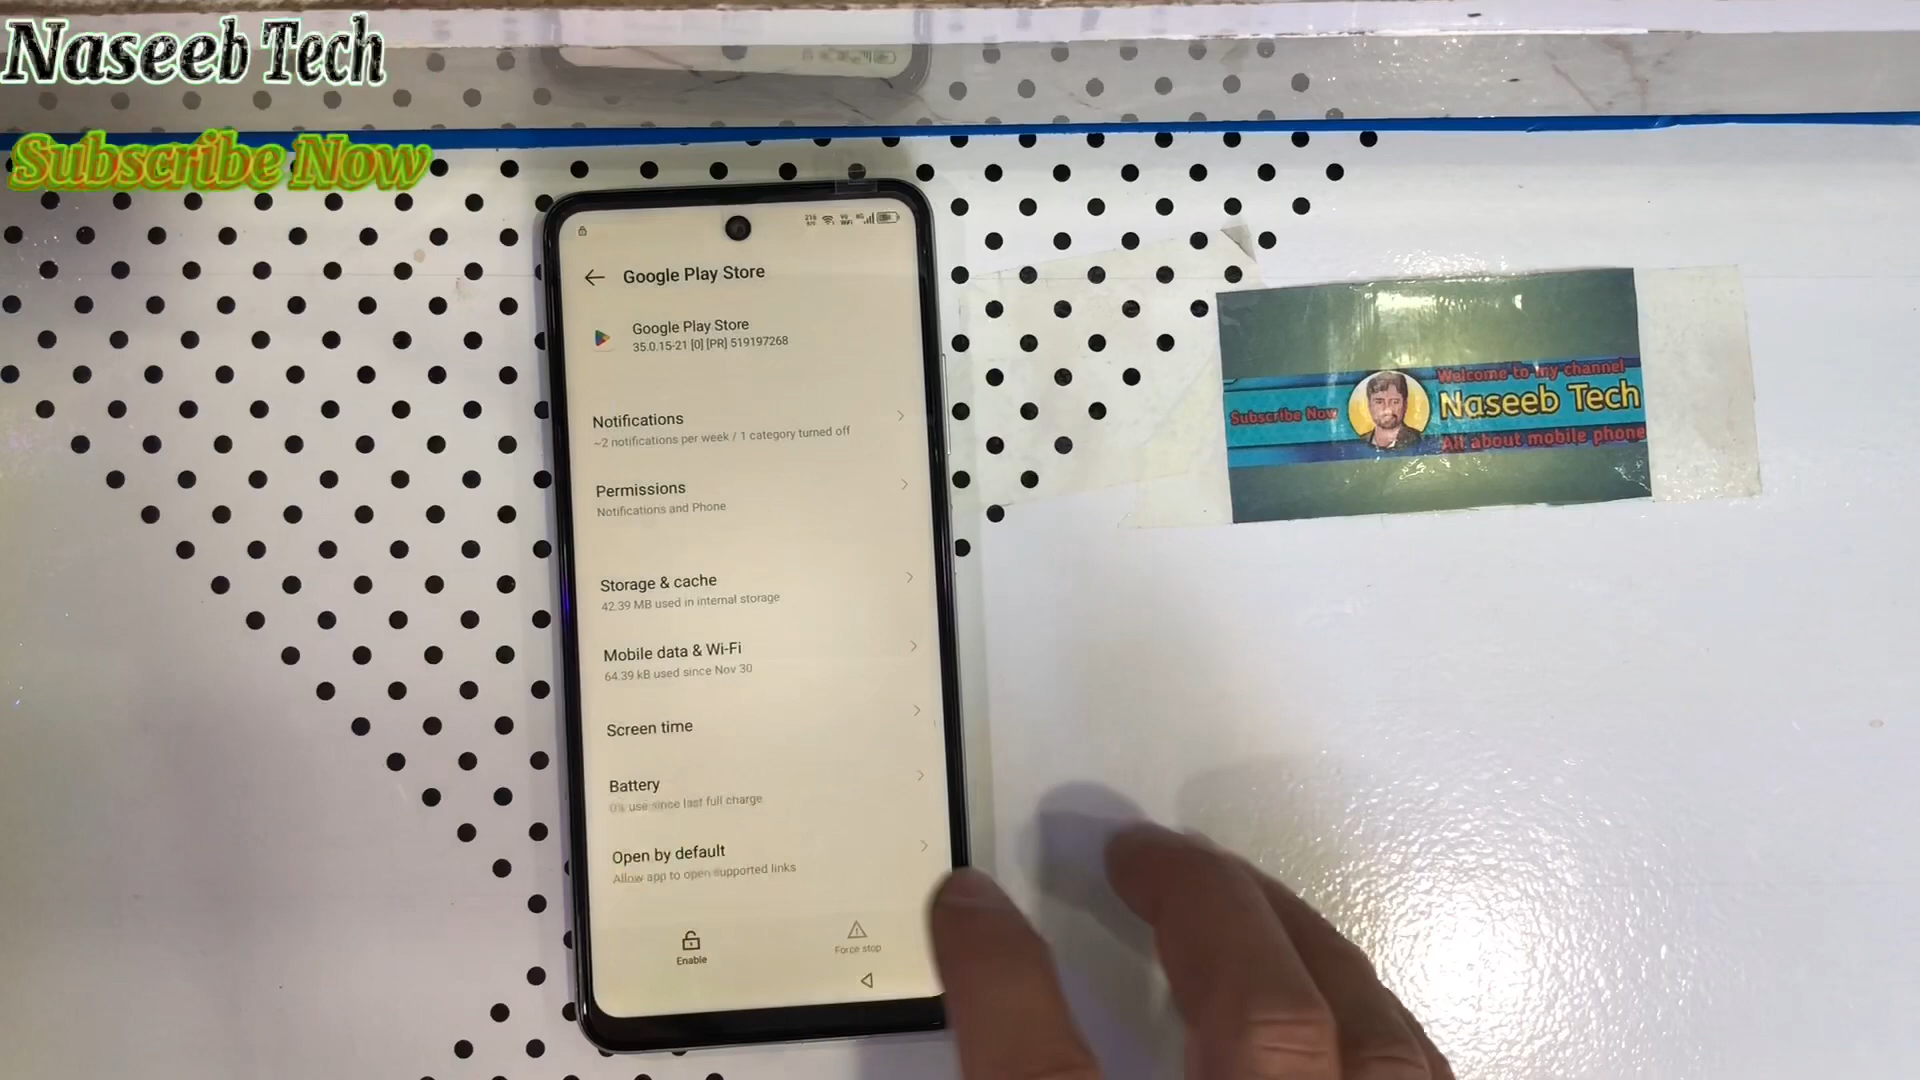 Naseeb Tech
Subscribe Now
Google Play Store
Google Play Store
35.0.15-21 [0] [PR] 519197268
Notifications
~2 notifications per week / 1 category turned off
Permissions
Notifications and Phone
Storage & cache
42.39 MB used in internal storage
Mobile data & Wi-Fi
64.39 kB used since Nov 30
Screen time
Battery
0% use since last full charge
Open by default
Allow app to open supported links
Enable
Force stop
Welcome to my channel
Subscribe Now
Naseeb Tech
All about mobile phone